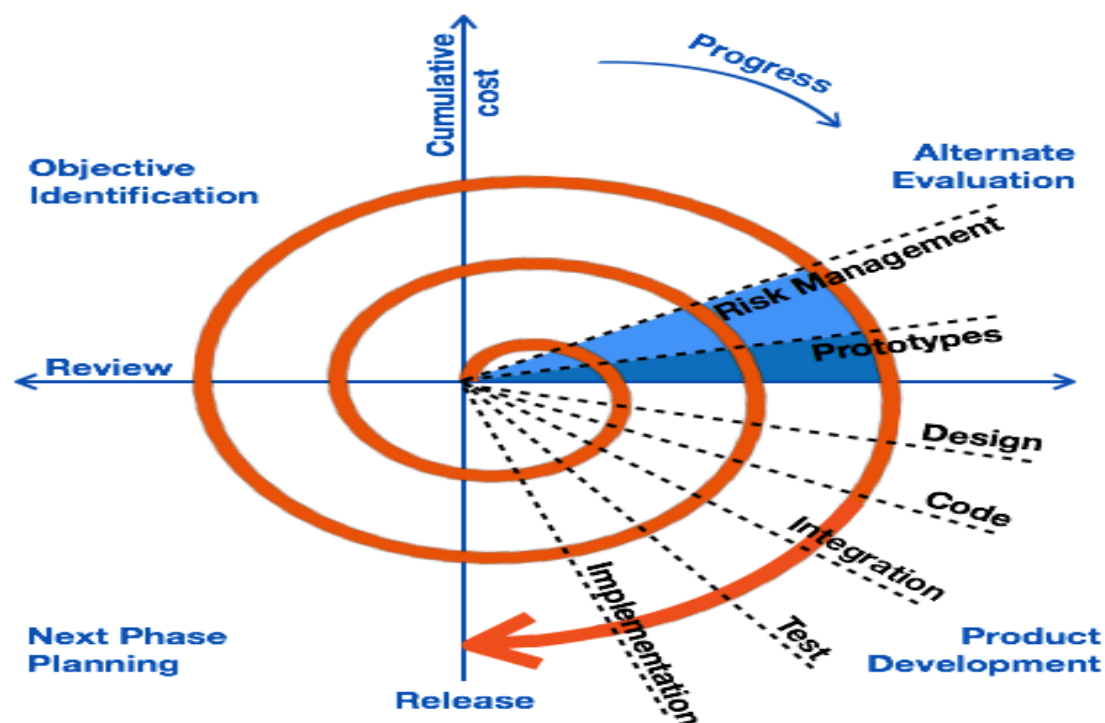 Cumulative
cost
Progress
Objective
Identification
Alternate
Evaluation
Risk Management
Prototypes
Review
Design
Code
Integration
Test
Implementation
Next Phase
Planning
Product
Development
Release